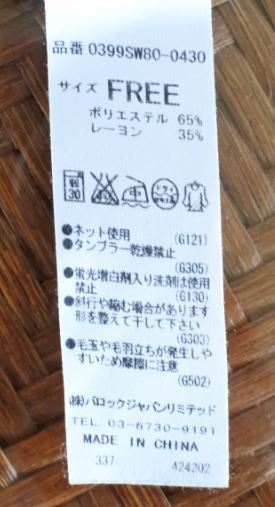 品番 0399SW80-0430
サイズ FREE
ポリエステル 65%
レーヨン 35%
弱
30
●ネット使用
(G121)
●タンブラー乾燥禁止
(G305)
●蛍光増白剤入り洗剤は使用
禁止
(G130)
●斜行や縮む場合があります
形を整えて干して下さい
(G303)
●毛玉や毛羽立ちが発生しや
すいため摩擦に注意
(G502)
(株)バロックジャパンリミテッド
TEL. 03-6730-9191
MADE IN CHINA
337 424202